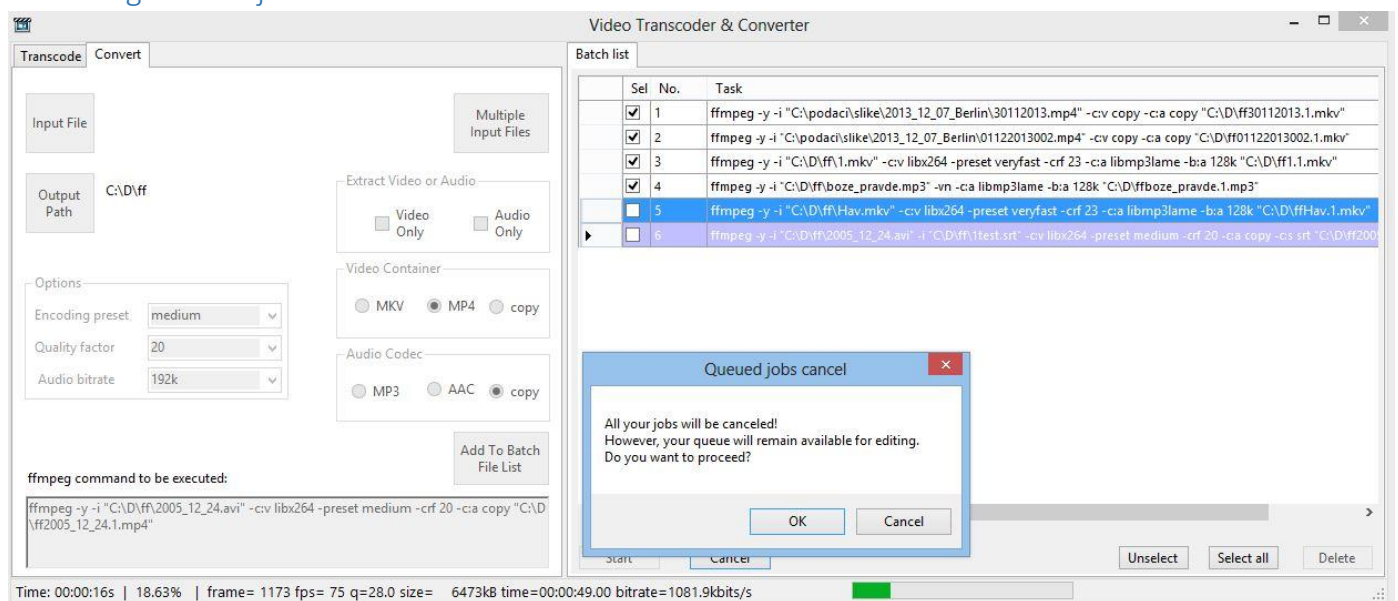 Video Transcoder & Converter
Transcode Convert
Input File
Multiple
Input Files
Output
Path
C:\D\ff
Extract Video or Audio
Video
Only
Audio
Only
Options
Encoding preset medium
Quality factor 20
Audio bitrate 192k
Video Container
MKV MP4 copy
Audio Codec
MP3 AAC copy
Add To Batch
File List
ffmpeg command to be executed:
ffmpeg -y -i "C:\D\ff\2005_12_24.avi" -c:v libx264 -preset medium -crf 20 -c:a copy "C:\D
\ff2005_12_24.1.mp4"
Batch list
Sel No. Task
1 ffmpeg -y -i "C:\podaci\slike\2013_12_07_Berlin\30112013.mp4" -c:v copy -c:a copy "C:\D\ff30112013.1.mkv"
2 ffmpeg -y -i "C:\podaci\slike\2013_12_07_Berlin\01122013002.mp4" -c:v copy -c:a copy "C:\D\ff01122013002.1.mkv"
3 ffmpeg -y -i "C:\D\ff\1.mkv" -c:v libx264 -preset veryfast -crf 23 -c:a libmp3lame -b:a 128k "C:\D\ff1.1.mkv"
4 ffmpeg -y -i "C:\D\ff\boze_pravde.mp3" -vn -c:a libmp3lame -b:a 128k "C:\D\ffboze_pravde.1.mp3"
5 ffmpeg -y -i "C:\D\ff\Hav.mkv" -c:v libx264 -preset veryfast -crf 23 -c:a libmp3lame -b:a 128k "C:\D\ffHav.1.mkv"
6 ffmpeg -y -i "C:\D\ff\2005_12_24.avi" -i "C:\D\ff\1test.srt" -c:v libx264 -preset medium -crf 20 -c:a copy -c:s srt "C:\D\ff200
Queued jobs cancel
All your jobs will be canceled!
However, your queue will remain available for editing.
Do you want to proceed?
OK Cancel
Start Cancel Unselect Select all Delete
Time: 00:00:16s | 18.63% | frame= 1173 fps= 75 q=28.0 size= 6473kB time=00:00:49.00 bitrate=1081.9kbits/s